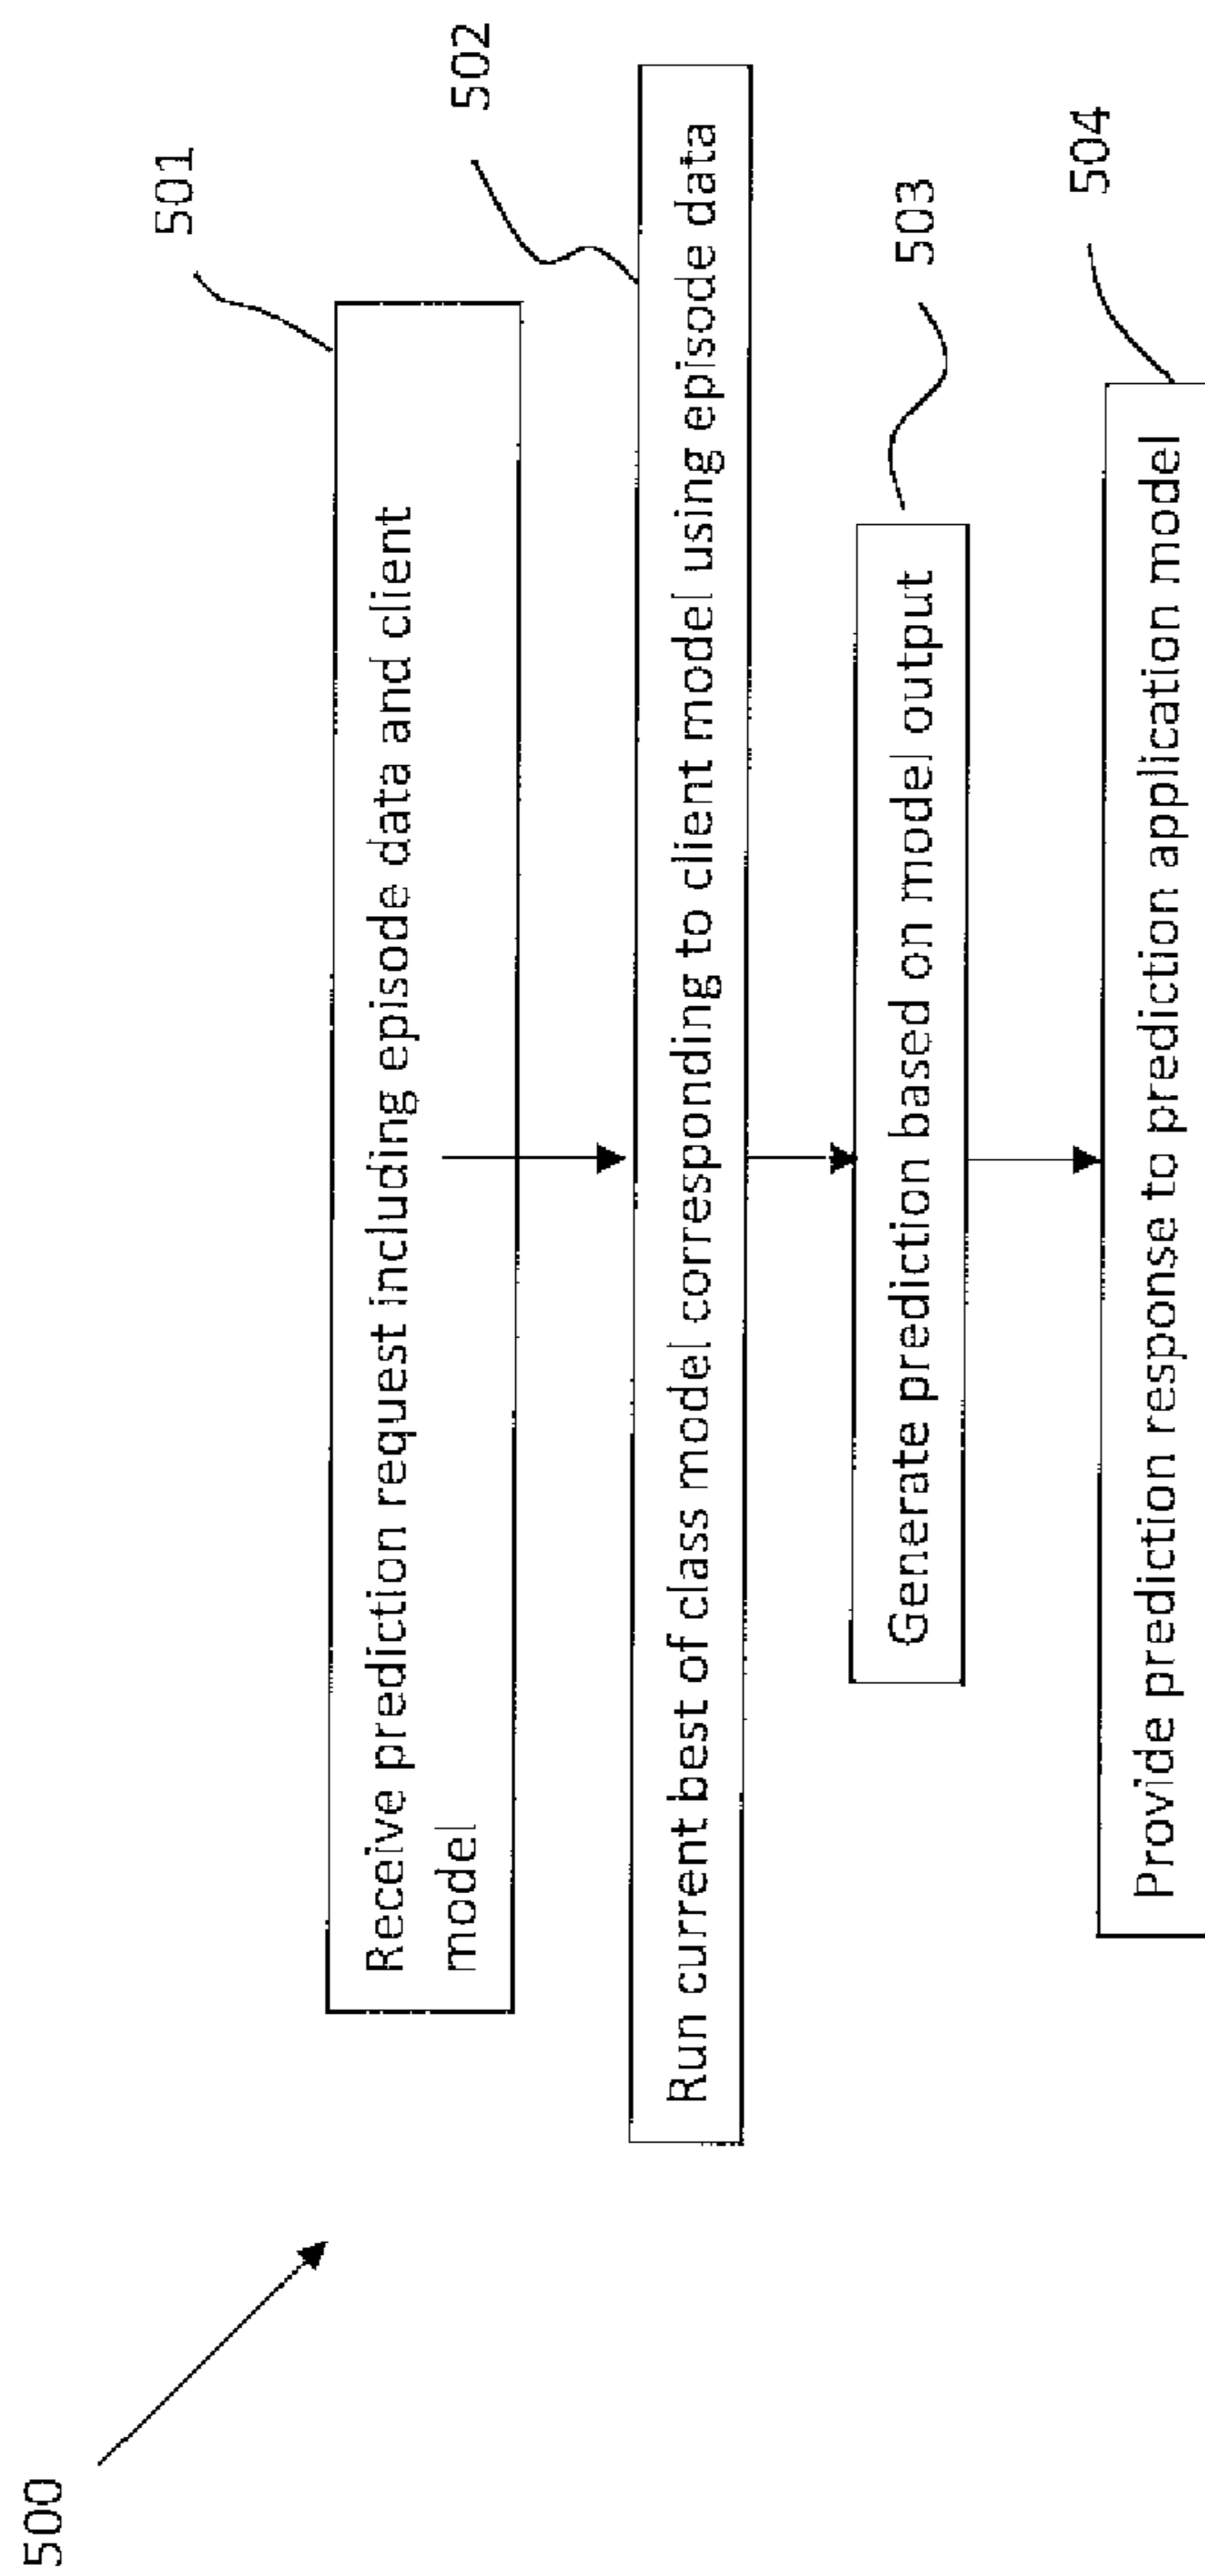 500
501
Receive prediction request including episode data and client
model
502
Run current best of class model corresponding to client model using episode data
503
Generate prediction based on model output
504
Provide prediction response to prediction application model